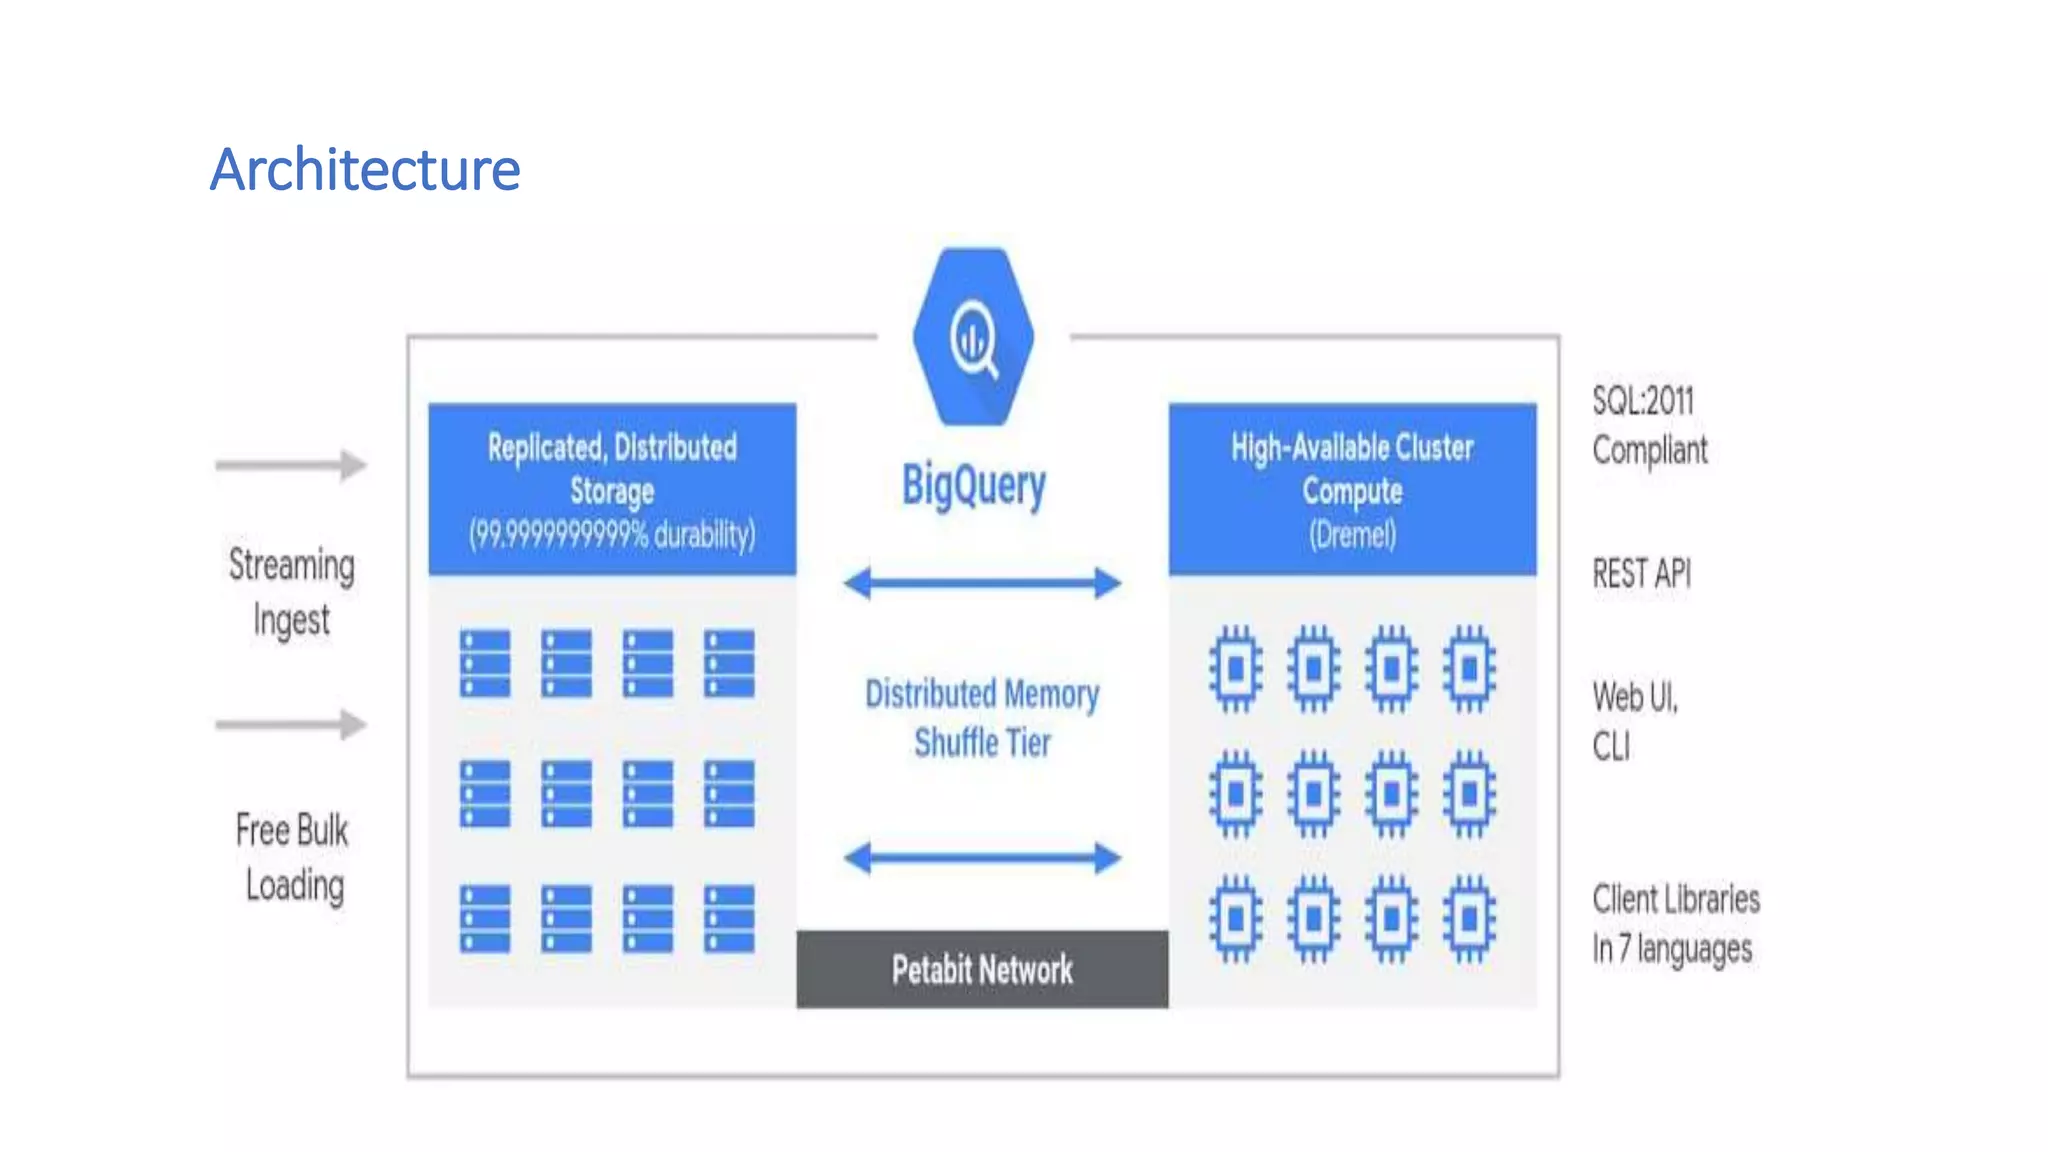 Architecture
Streaming
Ingest
Free Bulk
Loading
Replicated, Distributed
Storage
(99.9999999999% durability)
BigQuery
Distributed Memory
Shuffle Tier
Petabit Network
High-Available Cluster
Compute
(Dremel)
SQL:2011
Compliant
REST API
Web UI,
CLI
Client Libraries
In 7 languages